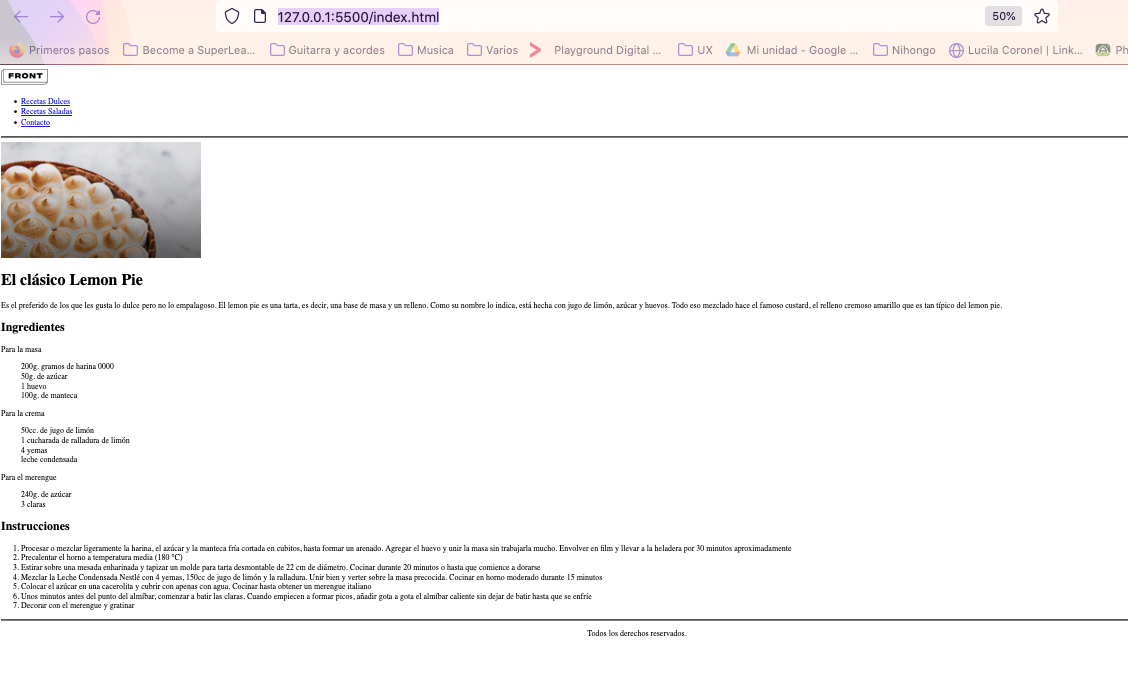 127.0.0.1:5500/index.html
50%
Primeros pasos
Become a SuperLea...
Guitarra y acordes
Musica
Varios
Playground Digital ...
UX
Mi unidad - Google ...
Nihongo
Lucila Coronel | Link...
Ph
FRONT
• Recetas Dulces
• Recetas Saladas
• Contacto
El clásico Lemon Pie
Es el preferido de los que les gusta lo dulce pero no lo empalagoso. El lemon pie es una tarta, es decir, una base de masa y un relleno. Como su nombre lo indica, está hecha con jugo de limón, azúcar y huevos. Todo eso mezclado hace el famoso custard, el relleno cremoso amarillo que es tan típico del lemon pie.
Ingredientes
Para la masa
200g. gramos de harina 0000
50g. de azúcar
1 huevo
100g. de manteca
Para la crema
50cc. de jugo de limón
1 cucharada de ralladura de limón
4 yemas
leche condensada
Para el merengue
240g. de azúcar
3 claras
Instrucciones
1. Procesar o mezclar ligeramente la harina, el azúcar y la manteca fría cortada en cubitos, hasta formar un arenado. Agregar el huevo y unir la masa sin trabajarla mucho. Envolver en film y llevar a la heladera por 30 minutos aproximadamente
2. Precalentar el horno a temperatura media (180 °C)
3. Estirar sobre una mesada enharinada y tapizar un molde para tarta desmontable de 22 cm de diámetro. Cocinar durante 20 minutos o hasta que comience a dorarse
4. Mezclar la Leche Condensada Nestlé con 4 yemas, 150cc de jugo de limón y la ralladura. Unir bien y verter sobre la masa precocida. Cocinar en horno moderado durante 15 minutos
5. Colocar el azúcar en una cacerolita y cubrir con apenas con agua. Cocinar hasta obtener un merengue italiano
6. Unos minutos antes del punto del almíbar, comenzar a batir las claras. Cuando empiecen a formar picos, añadir gota a gota el almíbar caliente sin dejar de batir hasta que se enfríe
7. Decorar con el merengue y gratinar
Todos los derechos reservados.